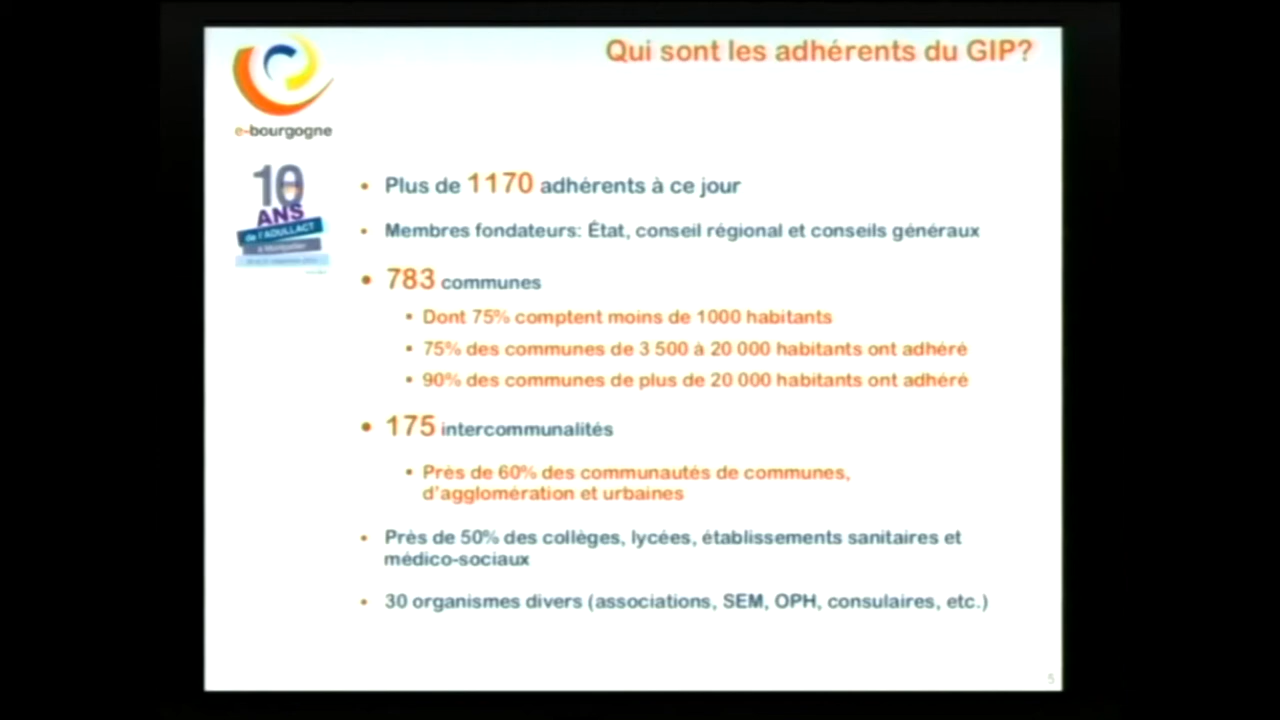 Qui sont les adhérents du GIP?
e-bourgogne
10
ANS
de l'ADULLACT
à Montpellier
• Plus de 1170 adhérents à ce jour
• Membres fondateurs: État, conseil régional et conseils généraux
• 783 communes
• Dont 75% comptent moins de 1000 habitants
• 75% des communes de 3 500 à 20 000 habitants ont adhéré
• 90% des communes de plus de 20 000 habitants ont adhéré
• 175 intercommunalités
• Près de 60% des communautés de communes,
d'agglomération et urbaines
• Près de 50% des collèges, lycées, établissements sanitaires et
médico-sociaux
• 30 organismes divers (associations, SEM, OPH, consulaires, etc.)
5